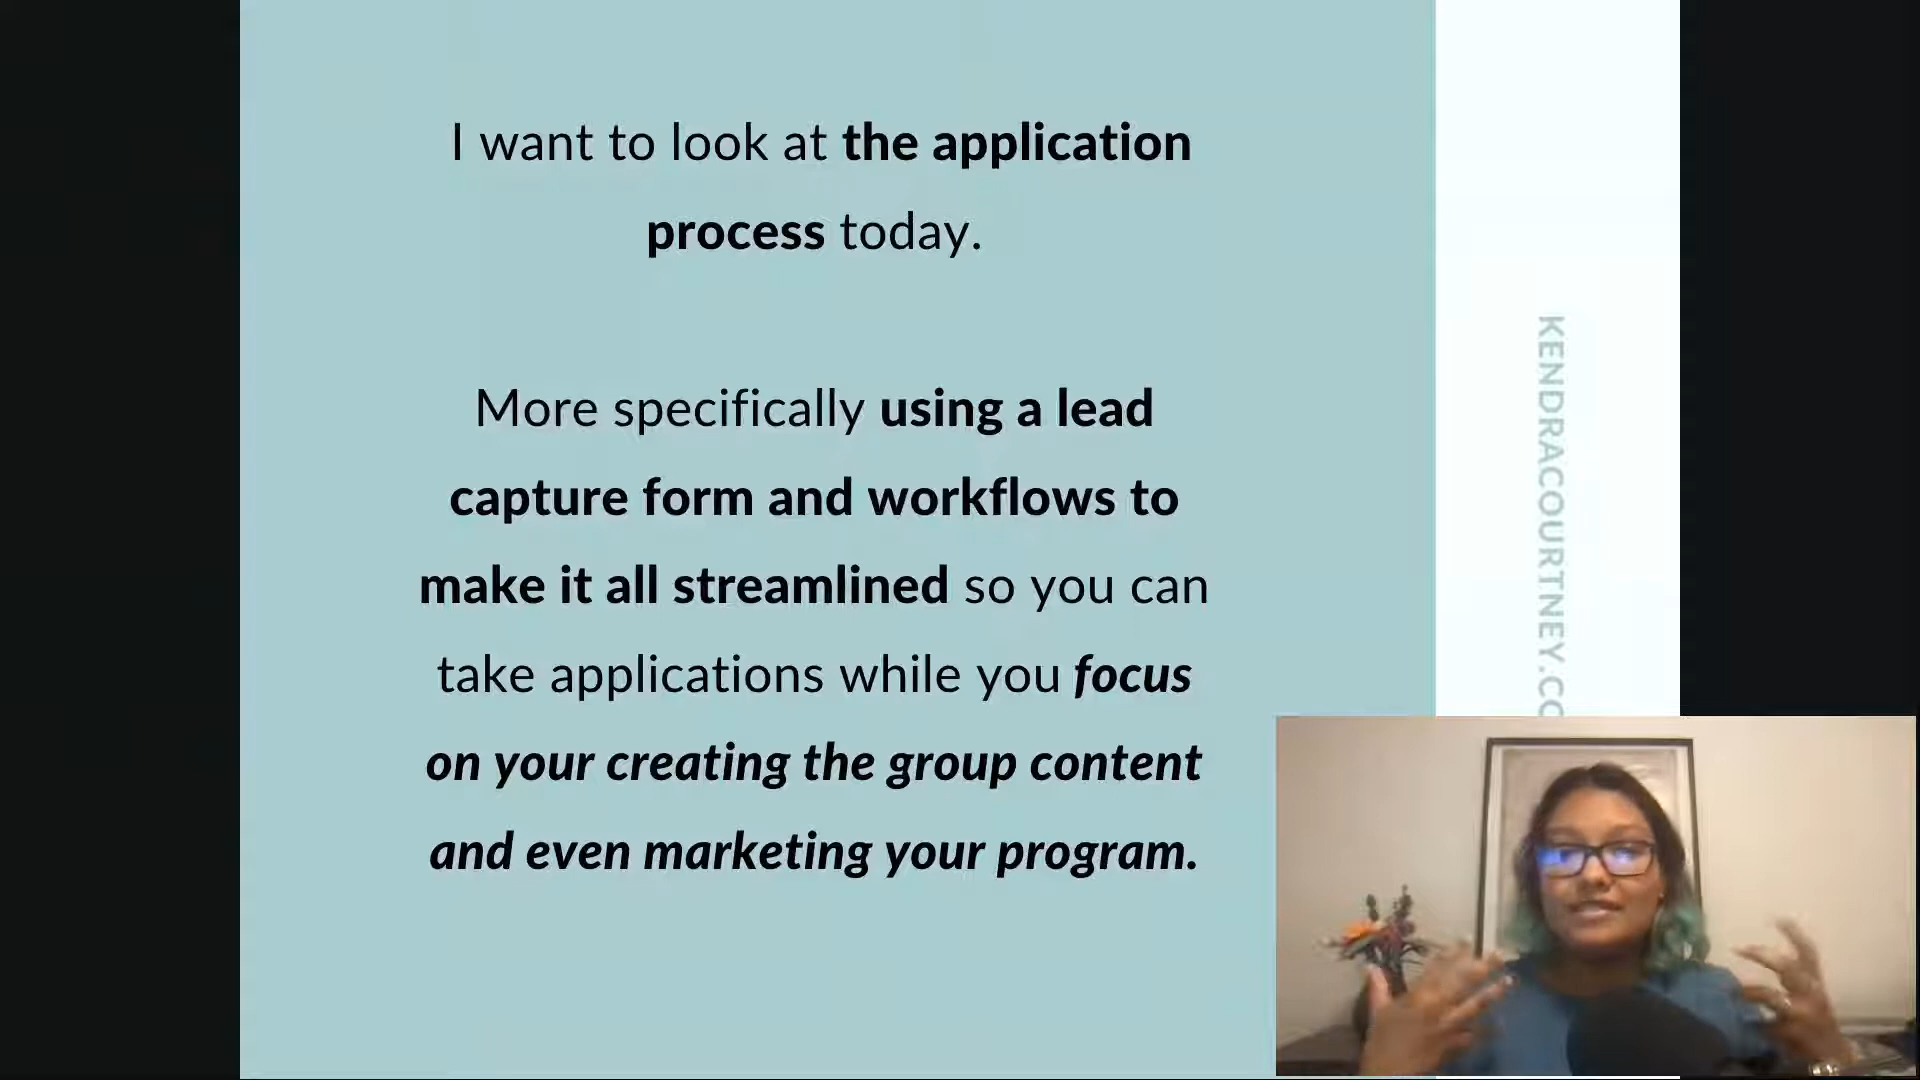 I want to look at the application
process today.
More specifically using a lead
capture form and workflows to
make it all streamlined so you can
take applications while you focus
on your creating the group content
and even marketing your program.
KENDRACOURTNEY.CO